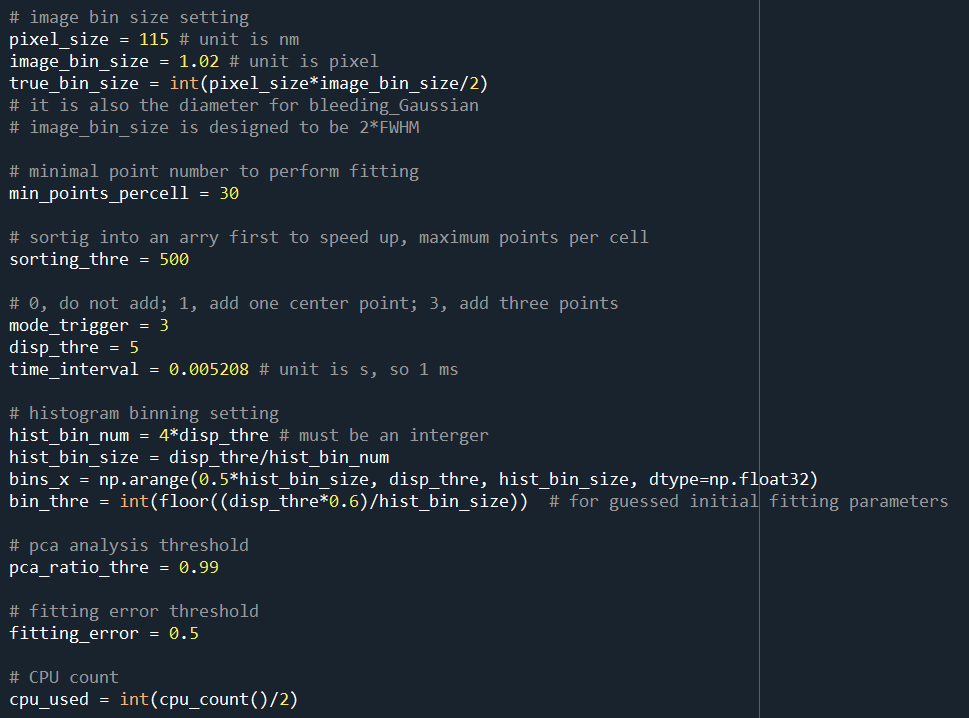 # image bin size setting
pixel_size = 115 # unit is nm
image_bin_size = 1.02 # unit is pixel
true_bin_size = int(pixel_size*image_bin_size/2)
# it is also the diameter for bleeding_Gaussian
# image_bin_size is designed to be 2*FWHM
# minimal point number to perform fitting
min_points_percell = 30
# sortig into an arry first to speed up, maximum points per cell
sorting_thre = 500
# 0, do not add; 1, add one center point; 3, add three points
mode_trigger = 3
disp_thre = 5
time_interval = 0.005208 # unit is s, so 1 ms
# histogram binning setting
hist_bin_num = 4*disp_thre # must be an interger
hist_bin_size = disp_thre/hist_bin_num
bins_x = np.arange(0.5*hist_bin_size, disp_thre, hist_bin_size, dtype=np.float32)
bin_thre = int(floor((disp_thre*0.6)/hist_bin_size))  # for guessed initial fitting parameters
# pca analysis threshold
pca_ratio_thre = 0.99
# fitting error threshold
fitting_error = 0.5
# CPU count
cpu_used = int(cpu_count()/2)